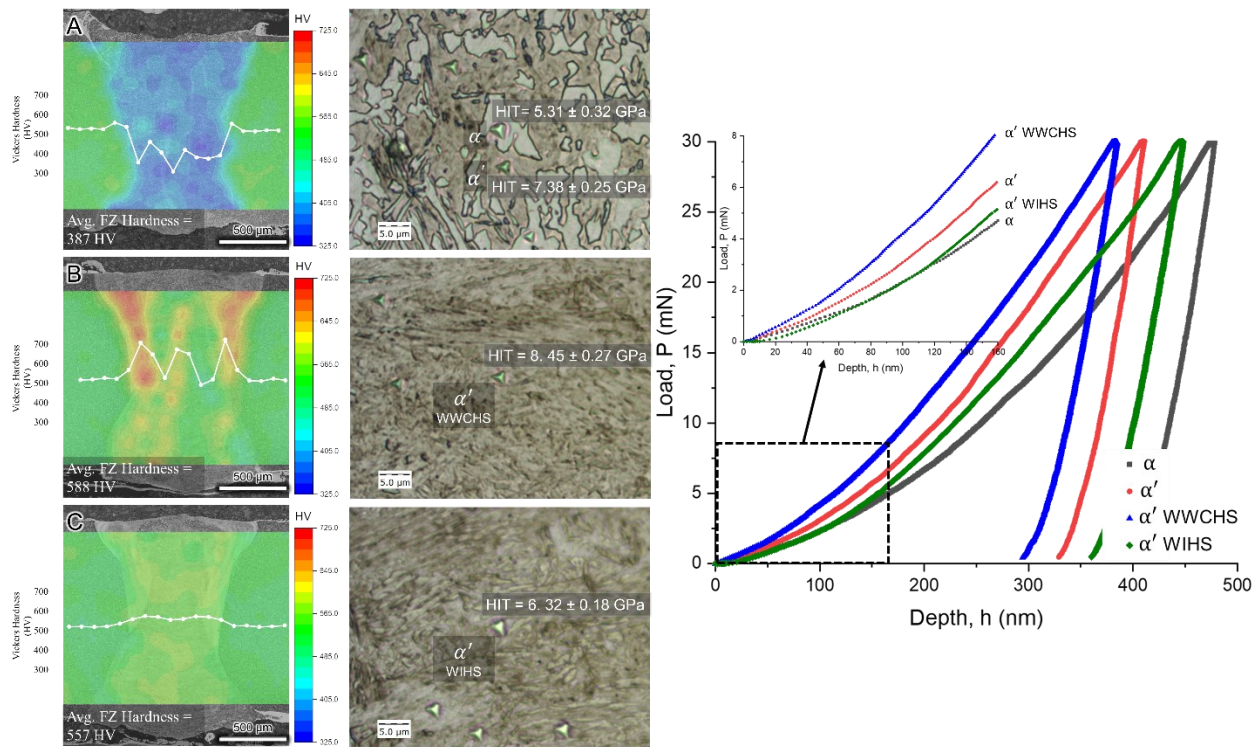 A
HV
725.0
645.0
565.0
485.0
405.0
325.0
Vickers Hardness
(HV)
700
600
500
400
300
Avg. FZ Hardness =
387 HV
500 µm
HIT= 5.31 ± 0.32 GPa
α
α′
HIT = 7.38 ± 0.25 GPa
5.0 µm
B
HV
725.0
645.0
565.0
485.0
405.0
325.0
Vickers Hardness
(HV)
700
600
500
400
300
Avg. FZ Hardness =
588 HV
500 µm
HIT = 8. 45 ± 0.27 GPa
α′
WWCHS
5.0 µm
C
HV
725.0
645.0
565.0
485.0
405.0
325.0
Vickers Hardness
(HV)
700
600
500
400
300
Avg. FZ Hardness =
557 HV
500 µm
HIT = 6. 32 ± 0.18 GPa
α′
WIHS
5.0 µm
Load, P (mN)
35
30
25
20
15
10
5
0
0 100 200 300 400 500
Depth, h (nm)
Load, P (mN)
8
6
4
2
0
0 20 40 60 80 100 120 140 160
Depth, h (nm)
α′ WWCHS
α′
α′ WIHS
α
α
α′
α′ WWCHS
α′ WIHS